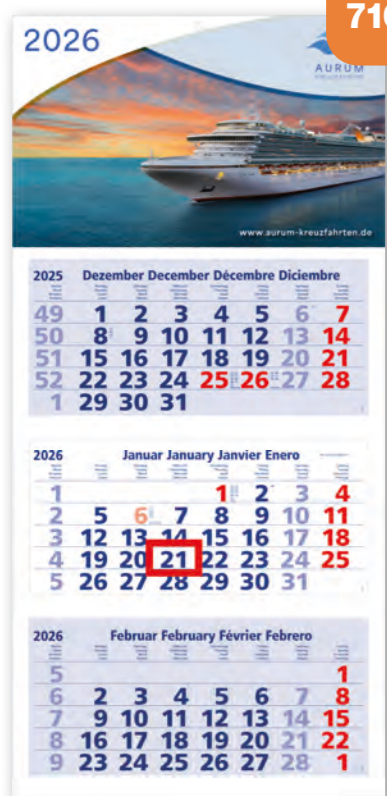 710
2026
AURUM
www.aurum-kreuzfahrten.de
2025 Dezember December Décembre Diciembre
49 1 2 3 4 5 6 7
50 8 9 10 11 12 13 14
51 15 16 17 18 19 20 21
52 22 23 24 25 26 27 28
1 29 30 31
2026 Januar January Janvier Enero
1 1 2 3 4
2 5 6 7 8 9 10 11
3 12 13 14 15 16 17 18
4 19 20 21 22 23 24 25
5 26 27 28 29 30 31
2026 Februar February Février Febrero
5 1
6 2 3 4 5 6 7 8
7 9 10 11 12 13 14 15
8 16 17 18 19 20 21 22
9 23 24 25 26 27 28 1